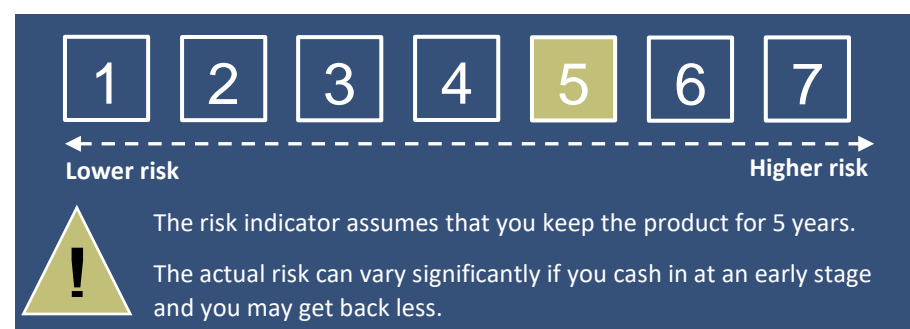 1 2 3 4 5 6 7
Lower risk Higher risk
! The risk indicator assumes that you keep the product for 5 years.
The actual risk can vary significantly if you cash in at an early stage
and you may get back less.